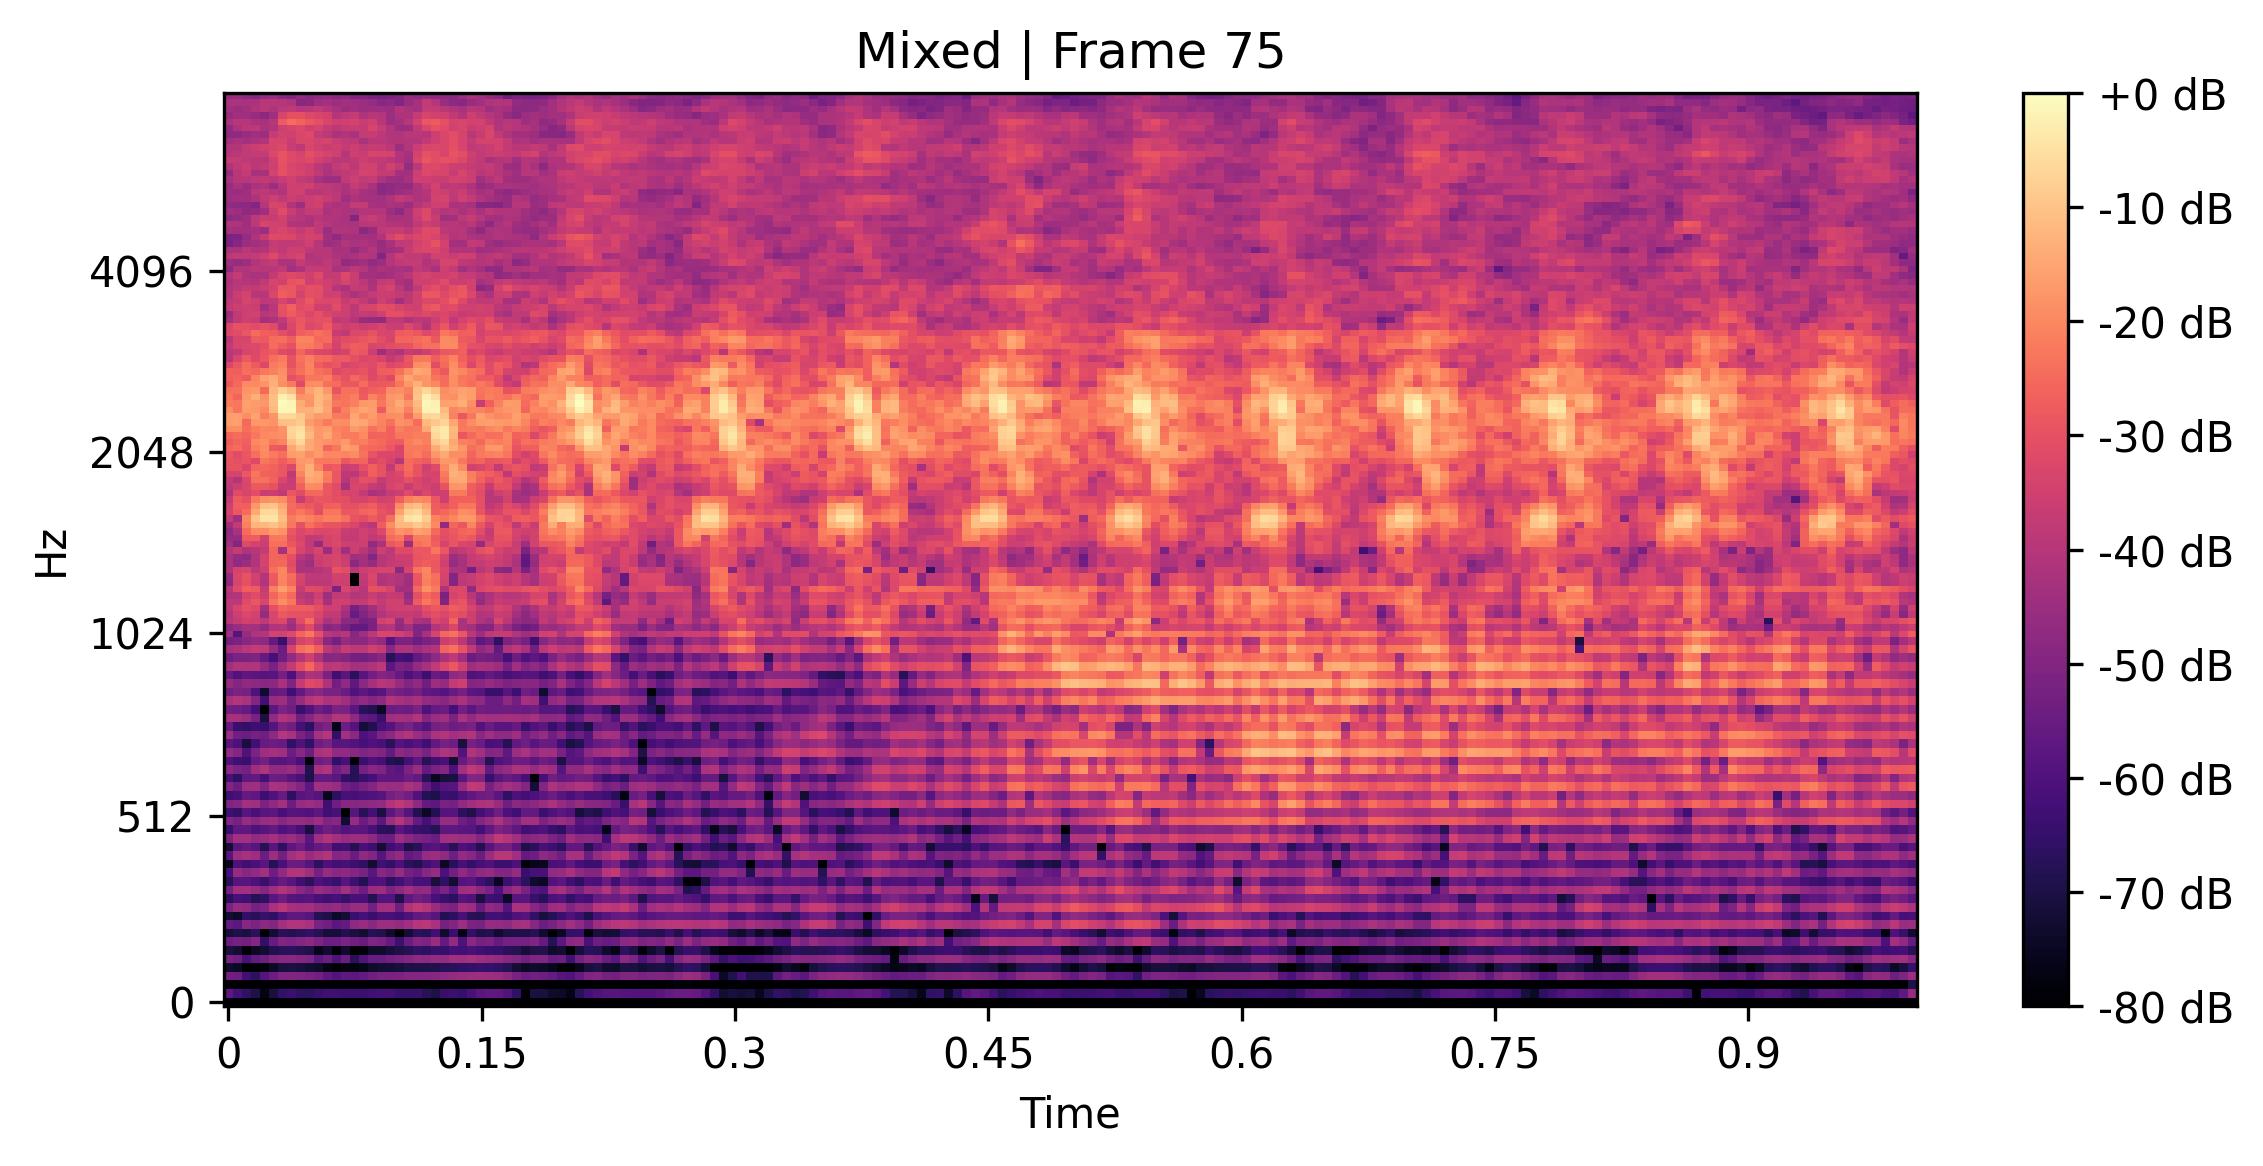 Mixed | Frame 75
+0 dB
-10 dB
-20 dB
-30 dB
-40 dB
-50 dB
-60 dB
-70 dB
-80 dB
4096
2048
1024
512
0
Hz
0 0.15 0.3 0.45 0.6 0.75 0.9
Time